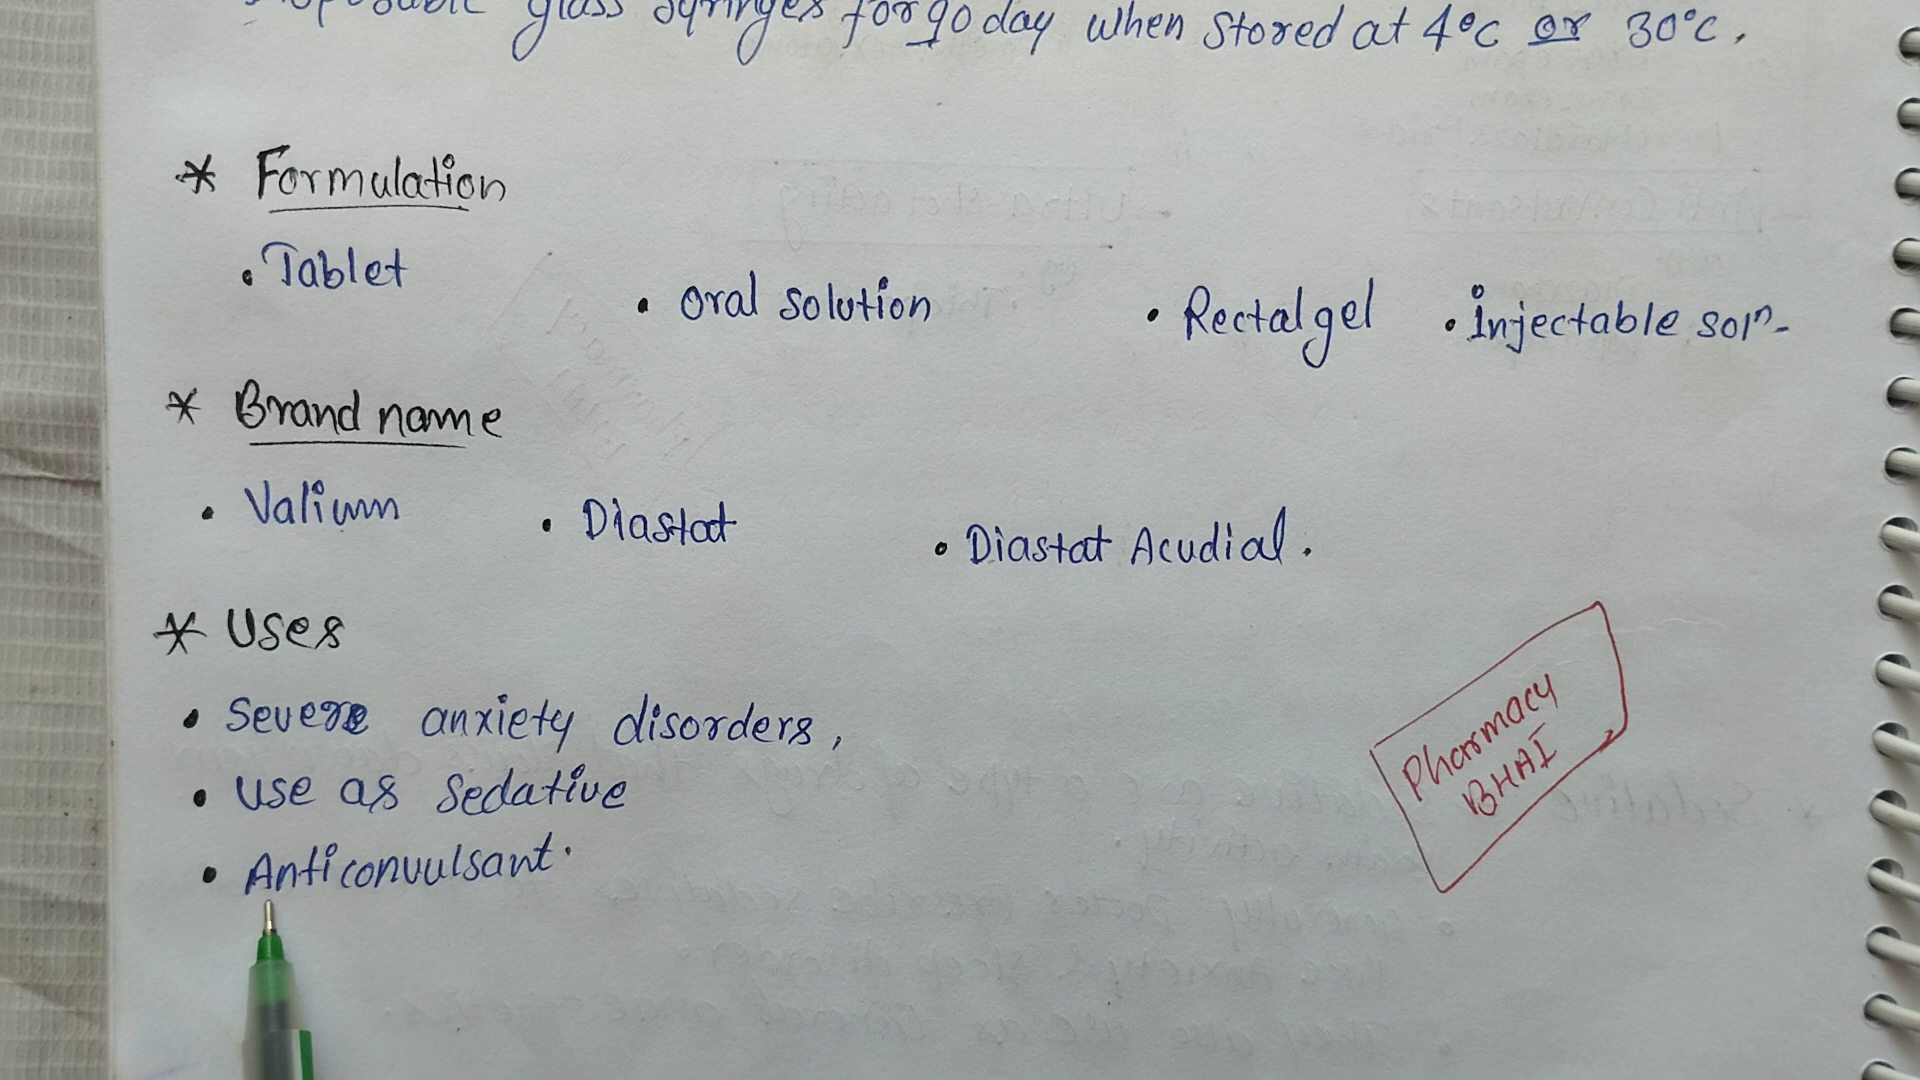 Disposable glass syringes for 90 day when stored at 4°c or 30°c.
* Formulation
• Tablet • oral solution • Rectal gel • Injectable solⁿ-
* Brand name
• Valium • Diastat • Diastat Acudial.
* Uses
• Severe anxiety disorders,
• use as sedative
• Anticonvulsant.
Pharmacy
BHAI